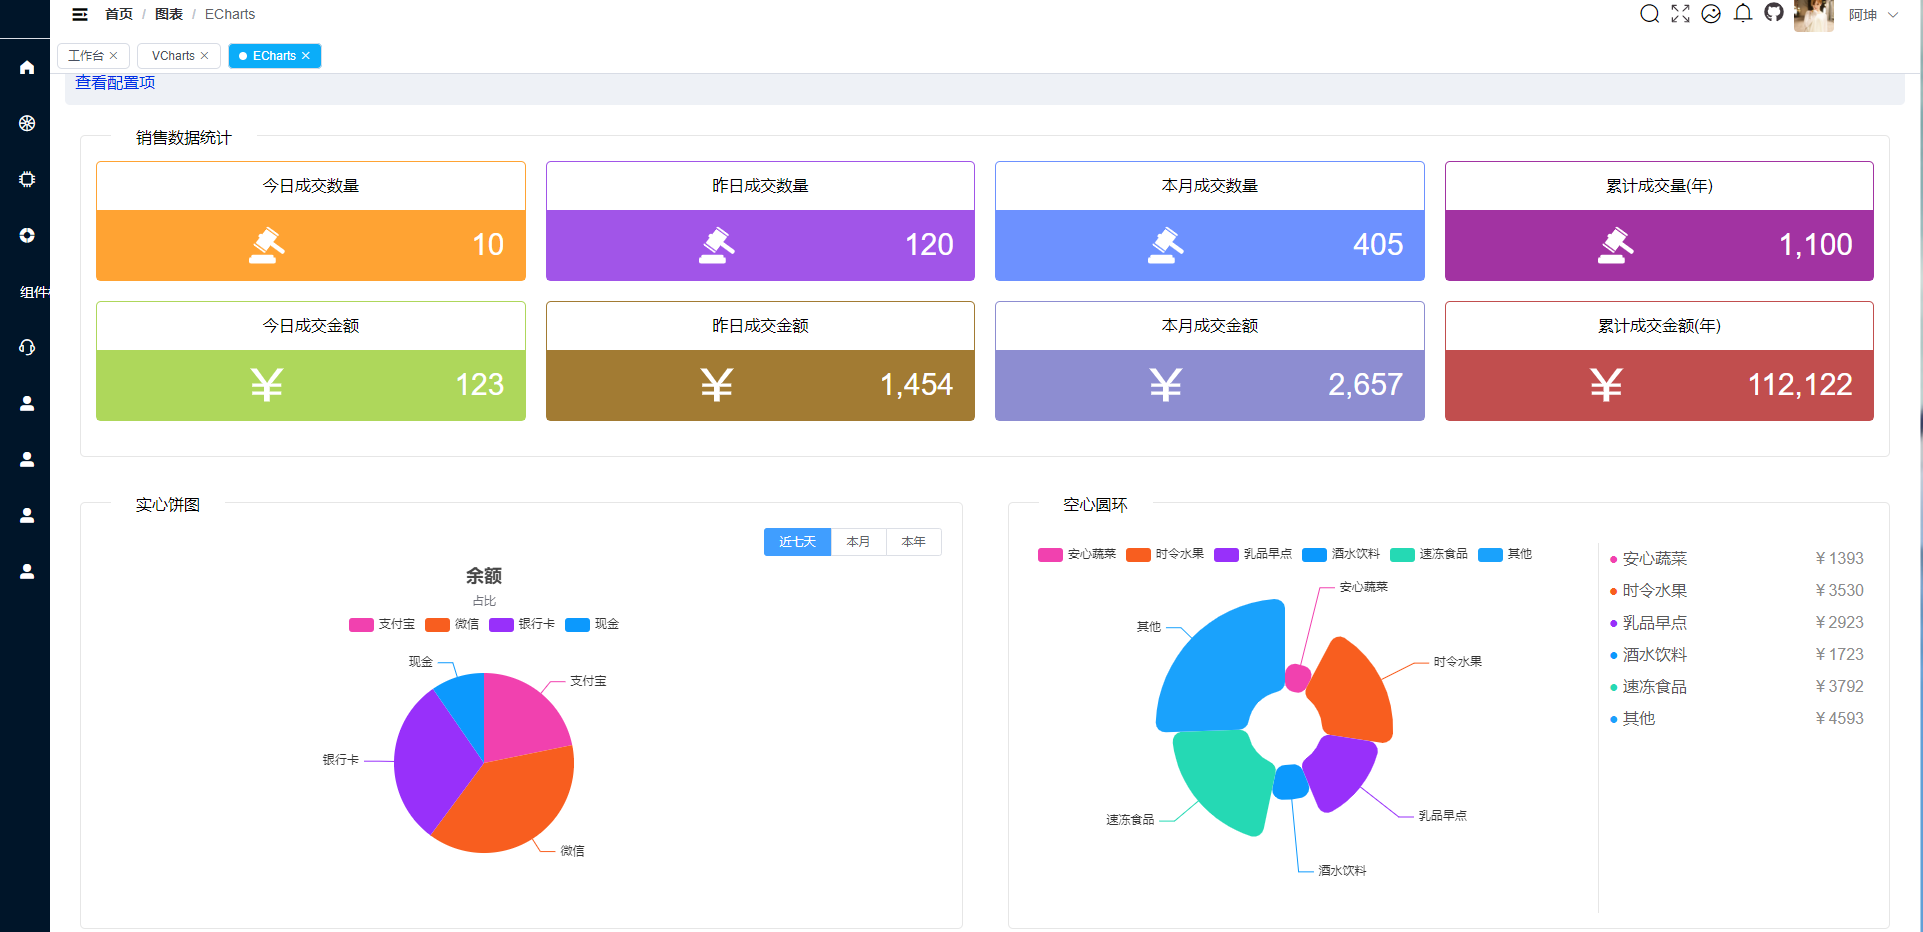 首页 / 图表 / ECharts
阿坤
工作台 ×
VCharts ×
ECharts ×
查看配置项
组件
销售数据统计
今日成交数量
10
昨日成交数量
120
本月成交数量
405
累计成交量(年)
1,100
今日成交金额
¥ 123
昨日成交金额
¥ 1,454
本月成交金额
¥ 2,657
累计成交金额(年)
¥ 112,122
实心饼图
近七天 本月 本年
余额
占比
支付宝 微信 银行卡 现金
现金
支付宝
银行卡
微信
空心圆环
安心蔬菜 时令水果 乳品早点 酒水饮料 速冻食品 其他
安心蔬菜
其他
时令水果
乳品早点
速冻食品
酒水饮料
安心蔬菜 ¥1393
时令水果 ¥3530
乳品早点 ¥2923
酒水饮料 ¥1723
速冻食品 ¥3792
其他 ¥4593